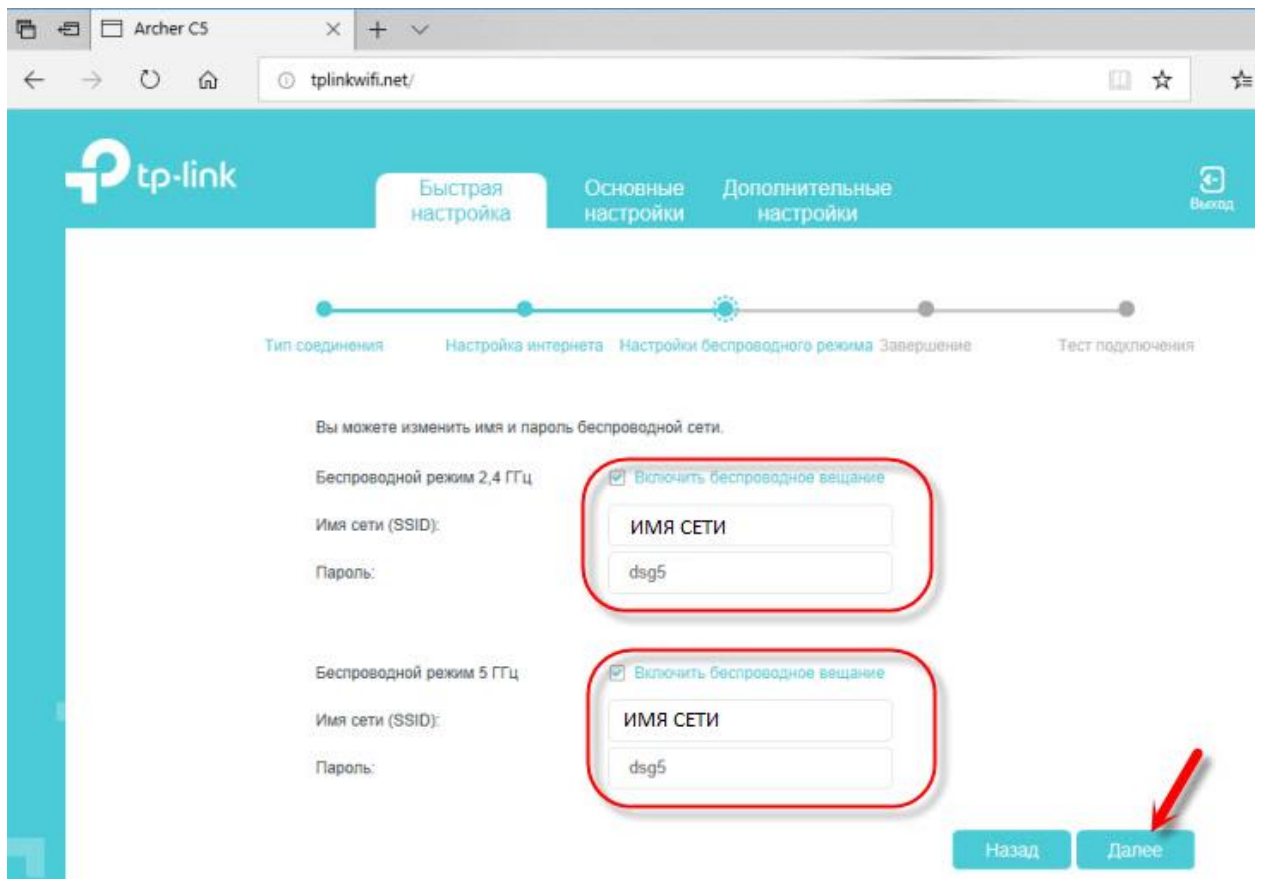 Archer C5
tplinkwifi.net/
tp-link
Быстрая настройка
Основные настройки
Дополнительные настройки
Выход
Тип соединения
Настройка интернета
Настройки беспроводного режима
Завершение
Тест подключения
Вы можете изменить имя и пароль беспроводной сети.
Беспроводной режим 2,4 ГГц
Включить беспроводное вещание
Имя сети (SSID):
ИМЯ СЕТИ
Пароль:
dsg5
Беспроводной режим 5 ГГц
Включить беспроводное вещание
Имя сети (SSID):
ИМЯ СЕТИ
Пароль:
dsg5
Назад
Далее